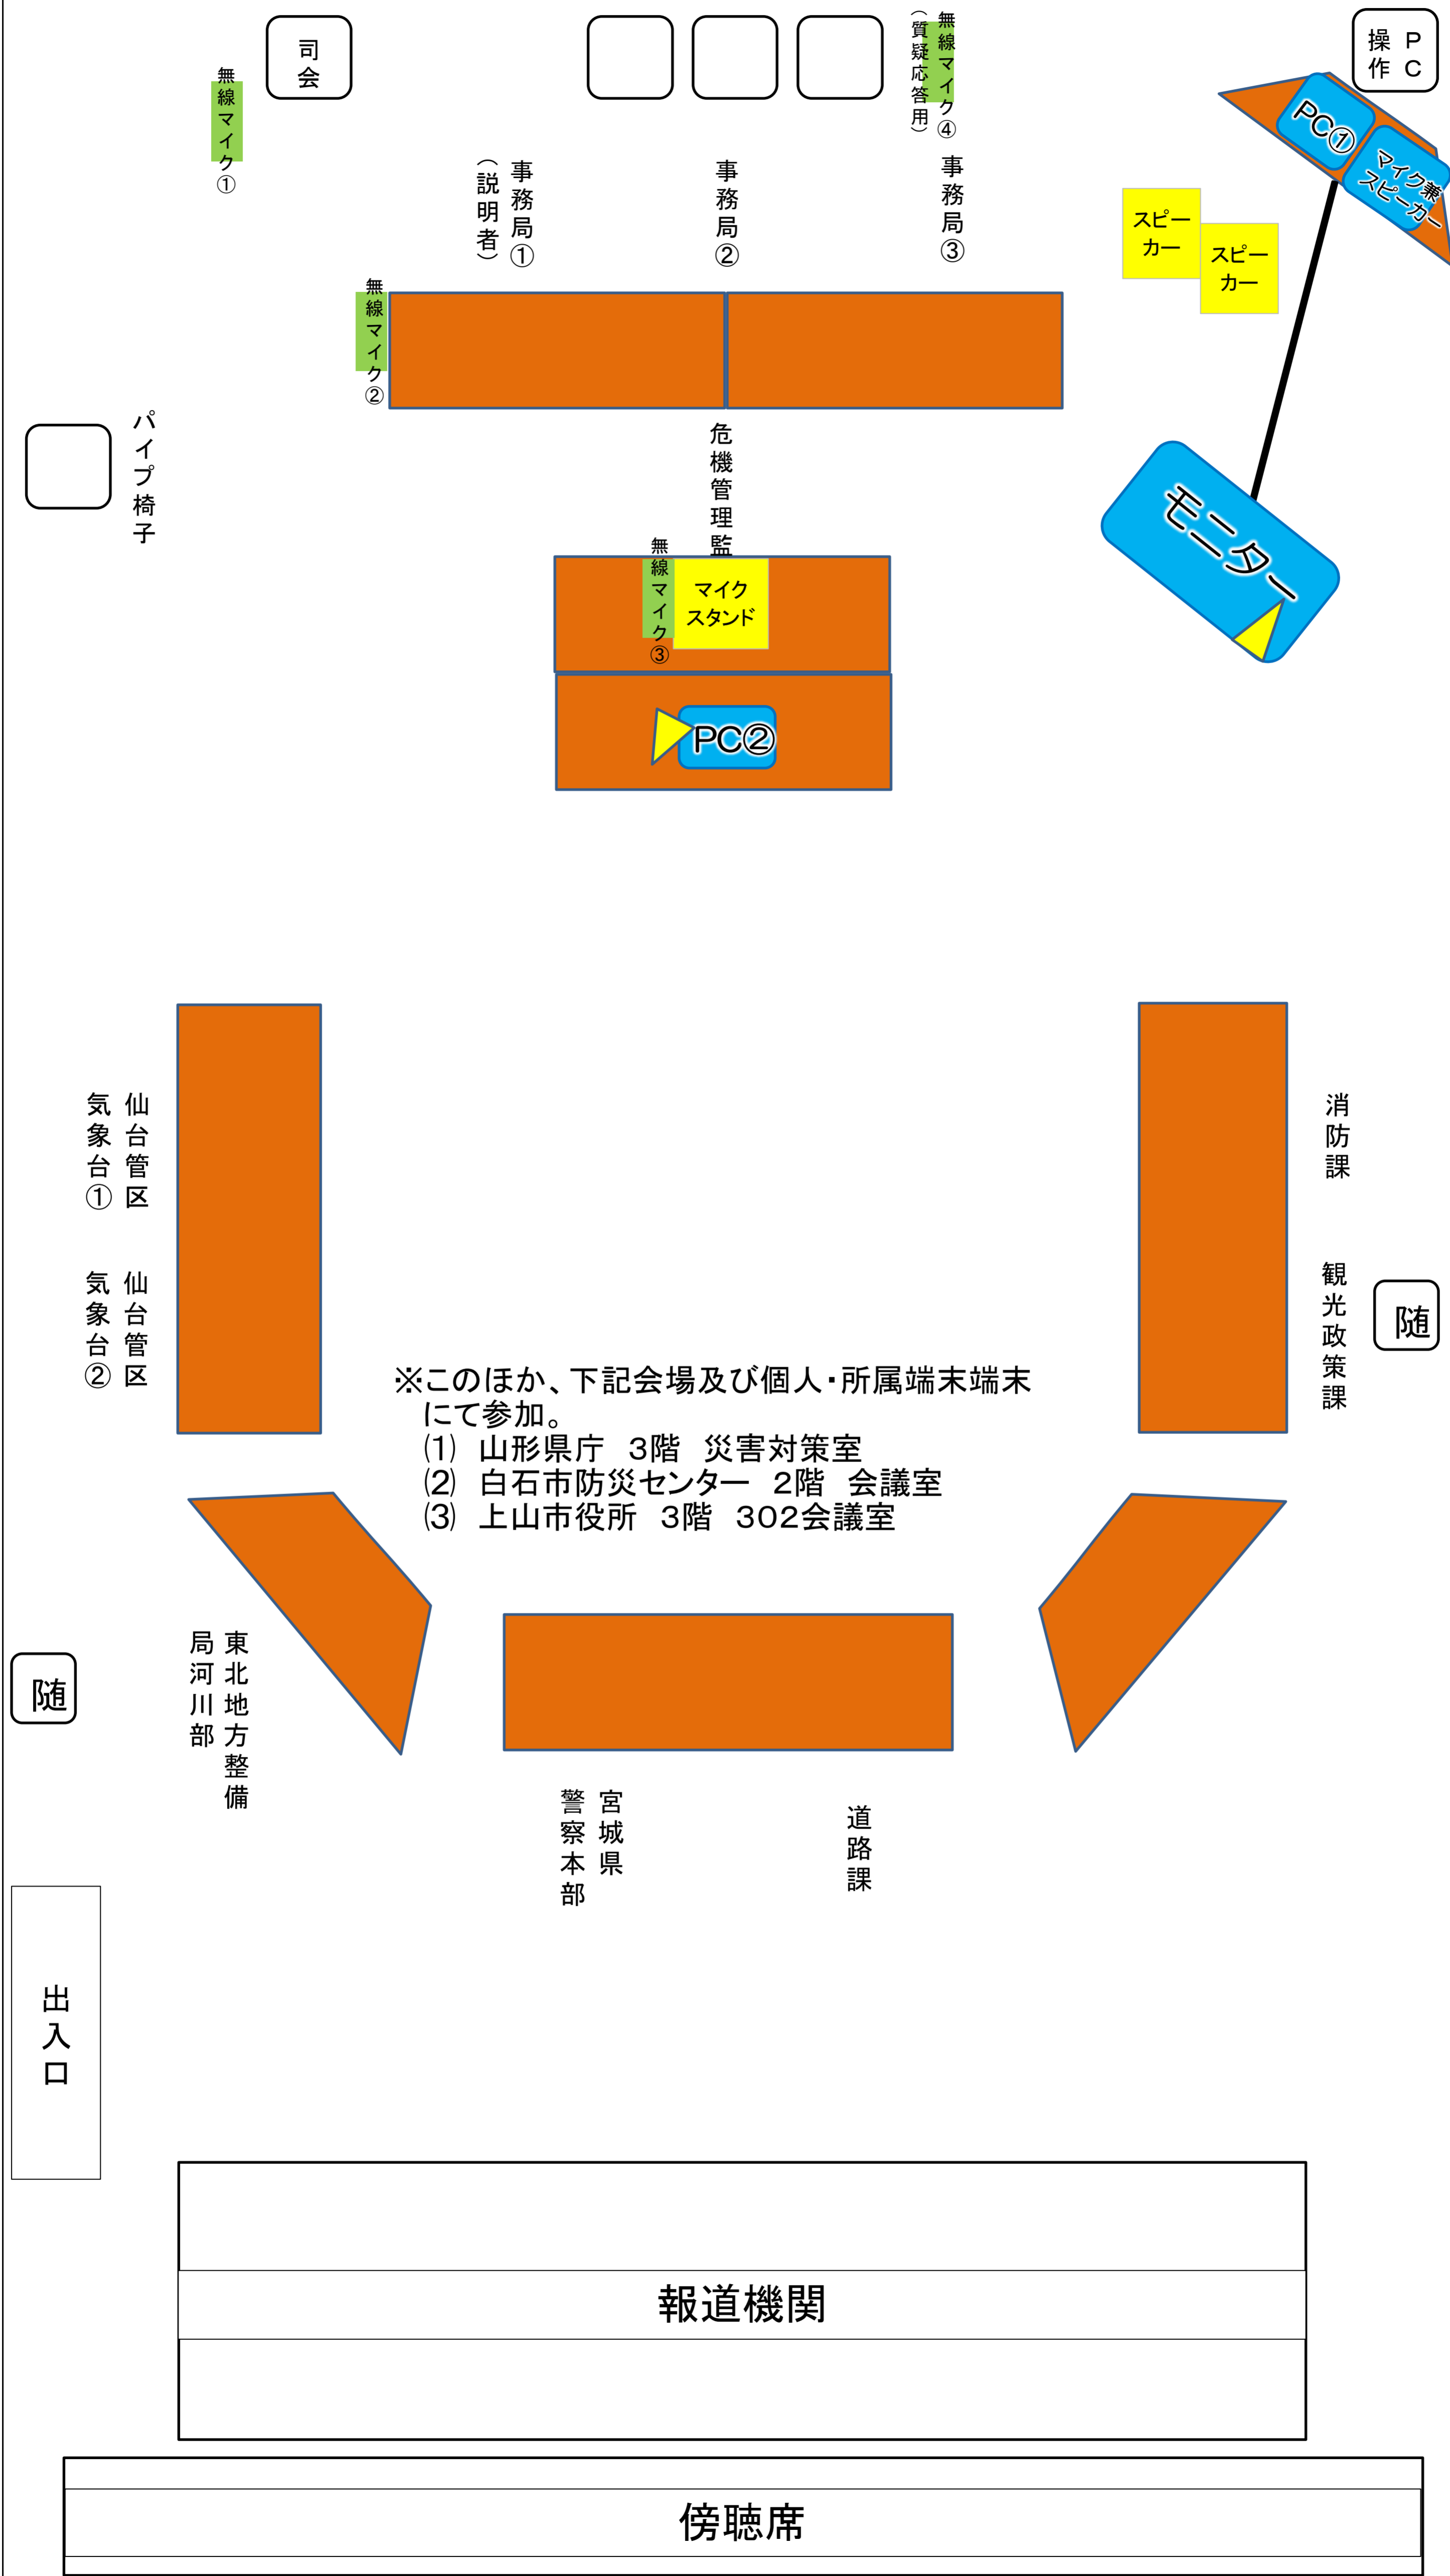 司会
無線マイク①
無線マイク④
（質疑応答用）
PC
操作
PC①
マイク兼
スピーカー
事務局①
（説明者）
事務局②
事務局③
スピー
カー
スピー
カー
無線マイク②
パイプ椅子
危機管理監
モニター
無線マイク③
マイク
スタンド
PC②
仙台管区
気象台①
消防課
仙台管区
気象台②
観光政策課
随
※このほか、下記会場及び個人・所属端末端末
にて参加。
⑴　山形県庁　３階　災害対策室
⑵　白石市防災センター　２階　会議室
⑶　上山市役所　３階　３０２会議室
随
東北地方整備
局河川部
宮城県
警察本部
道路課
出入口
報道機関
傍聴席